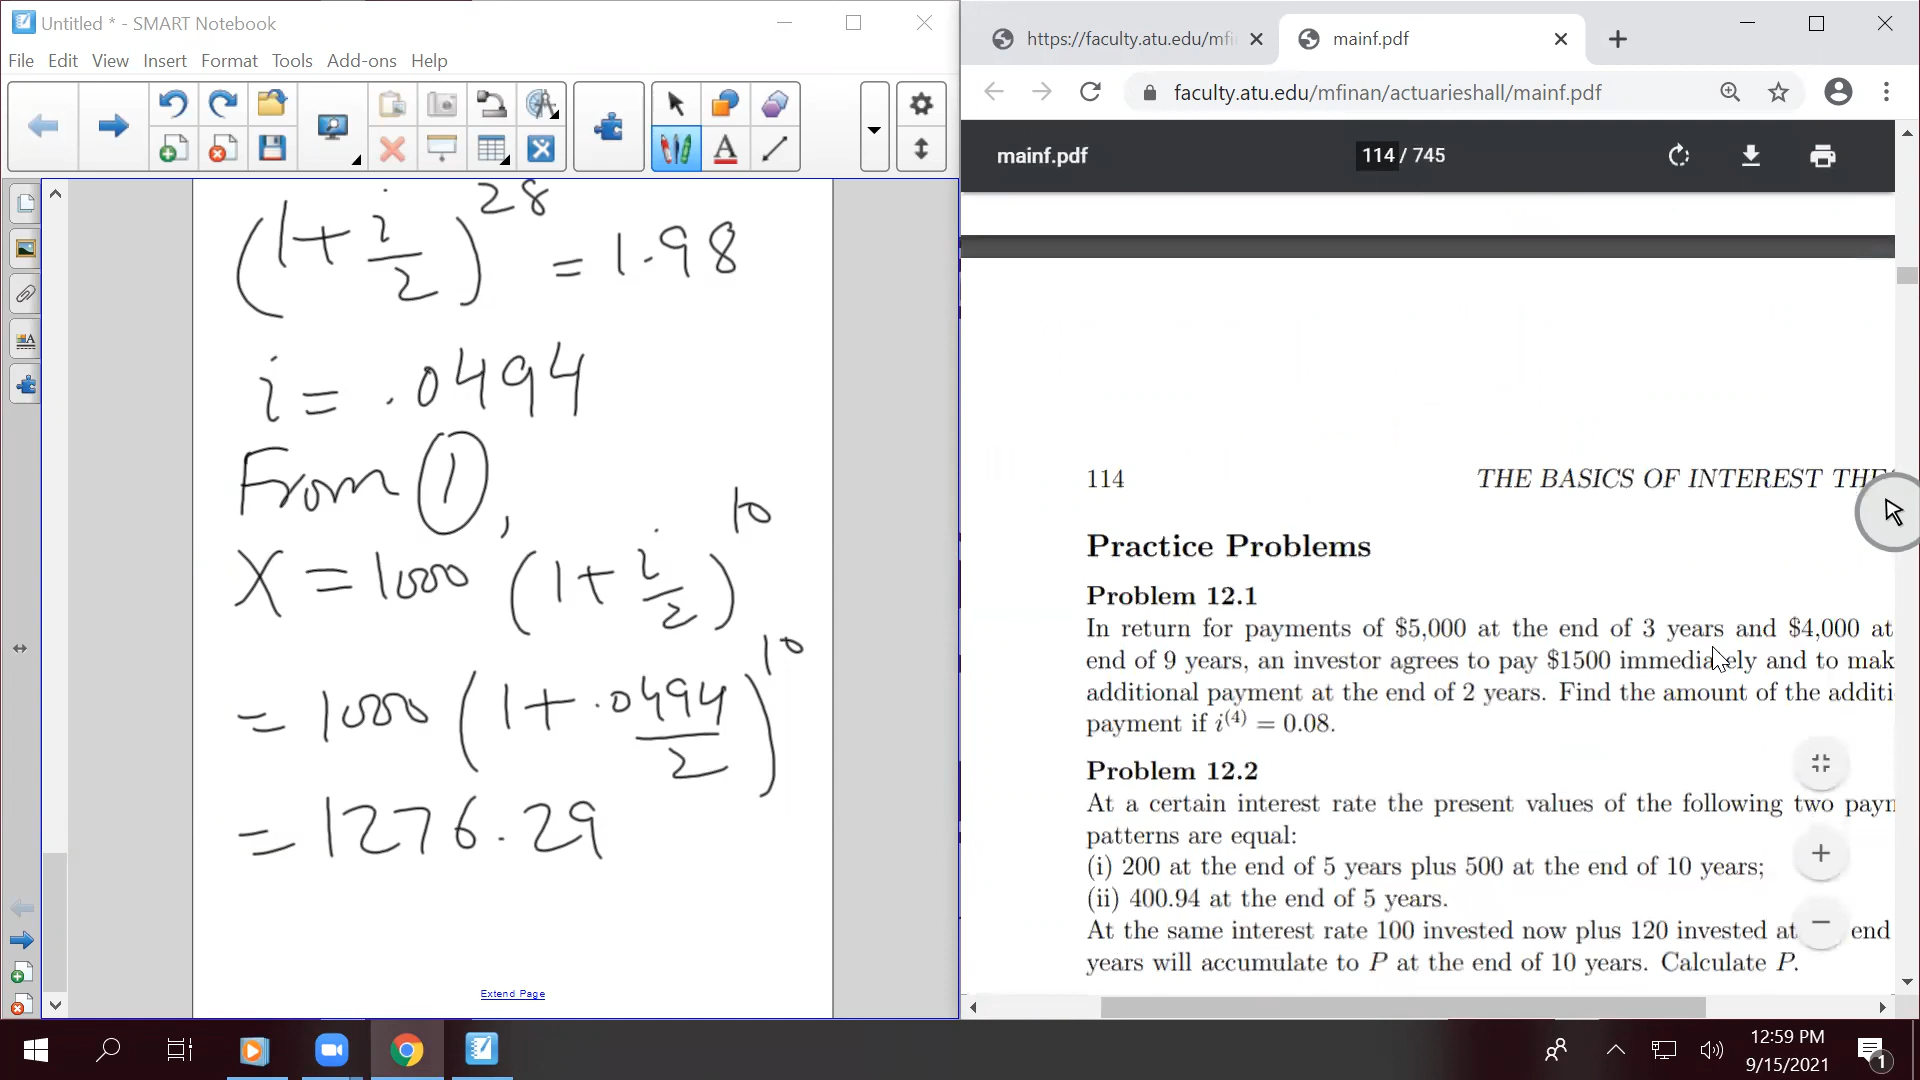 Untitled * - SMART Notebook
File Edit View Insert Format Tools Add-ons Help
(1+i/2)^28 = 1.98
i = .0494
From ①,
X = 1000 (1+i/2)^10
= 1000 (1+.0494/2)^10
= 1276.29
Extend Page
https://faculty.atu.edu/mfi
mainf.pdf
faculty.atu.edu/mfinan/actuarieshall/mainf.pdf
mainf.pdf
114 / 745
114 THE BASICS OF INTEREST
Practice Problems
Problem 12.1
In return for payments of $5,000 at the end of 3 years and $4,000 at
end of 9 years, an investor agrees to pay $1500 immediately and to mak
additional payment at the end of 2 years. Find the amount of the additi
payment if i^(4) = 0.08.
Problem 12.2
At a certain interest rate the present values of the following two payn
patterns are equal:
(i) 200 at the end of 5 years plus 500 at the end of 10 years;
(ii) 400.94 at the end of 5 years.
At the same interest rate 100 invested now plus 120 invested at end
years will accumulate to P at the end of 10 years. Calculate P.
12:59 PM
9/15/2021
1